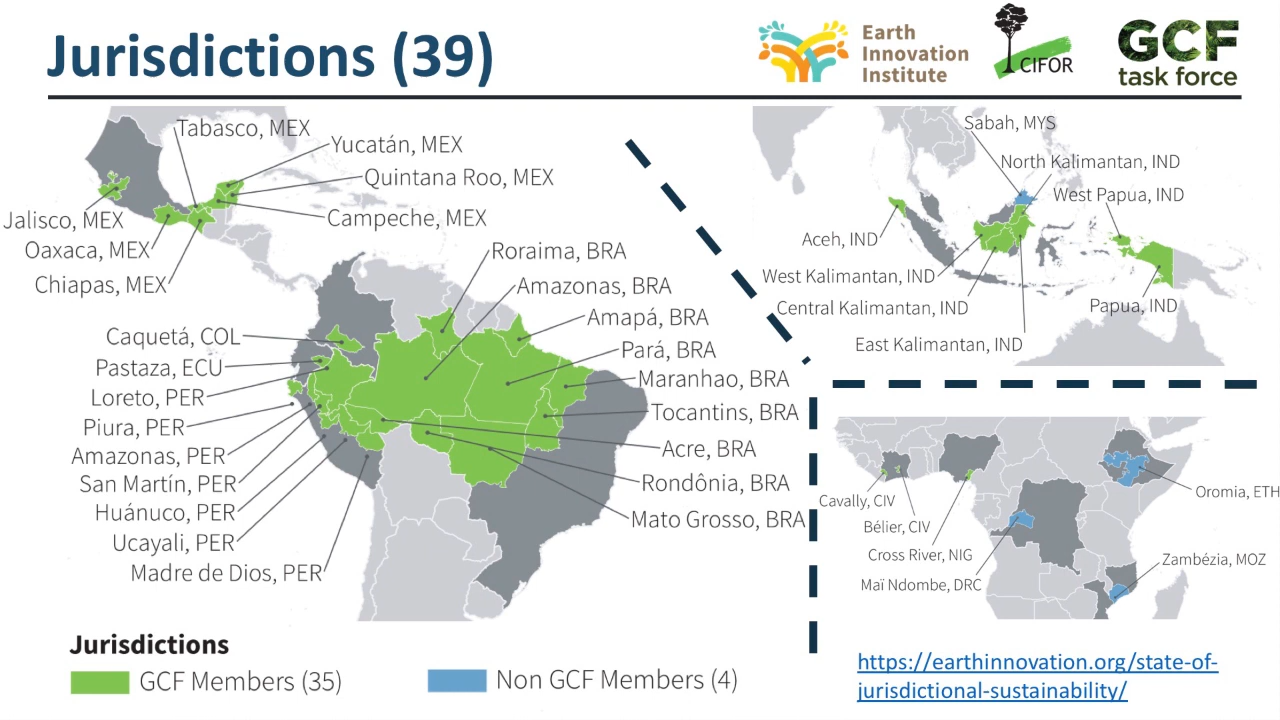 Jurisdictions (39)
Earth
Innovation
Institute
CIFOR
GCF
task force
Tabasco, MEX
Yucatán, MEX
Quintana Roo, MEX
Campeche, MEX
Jalisco, MEX
Oaxaca, MEX
Chiapas, MEX
Roraima, BRA
Amazonas, BRA
Amapá, BRA
Pará, BRA
Maranhao, BRA
Tocantins, BRA
Acre, BRA
Rondônia, BRA
Mato Grosso, BRA
Caquetá, COL
Pastaza, ECU
Loreto, PER
Piura, PER
Amazonas, PER
San Martín, PER
Huánuco, PER
Ucayali, PER
Madre de Dios, PER
Sabah, MYS
North Kalimantan, IND
West Papua, IND
Aceh, IND
West Kalimantan, IND
Central Kalimantan, IND
Papua, IND
East Kalimantan, IND
Cavally, CIV
Bélier, CIV
Cross River, NIG
Maï Ndombe, DRC
Oromia, ETH
Zambézia, MOZ
Jurisdictions
GCF Members (35)
Non GCF Members (4)
https://earthinnovation.org/state-of-
jurisdictional-sustainability/